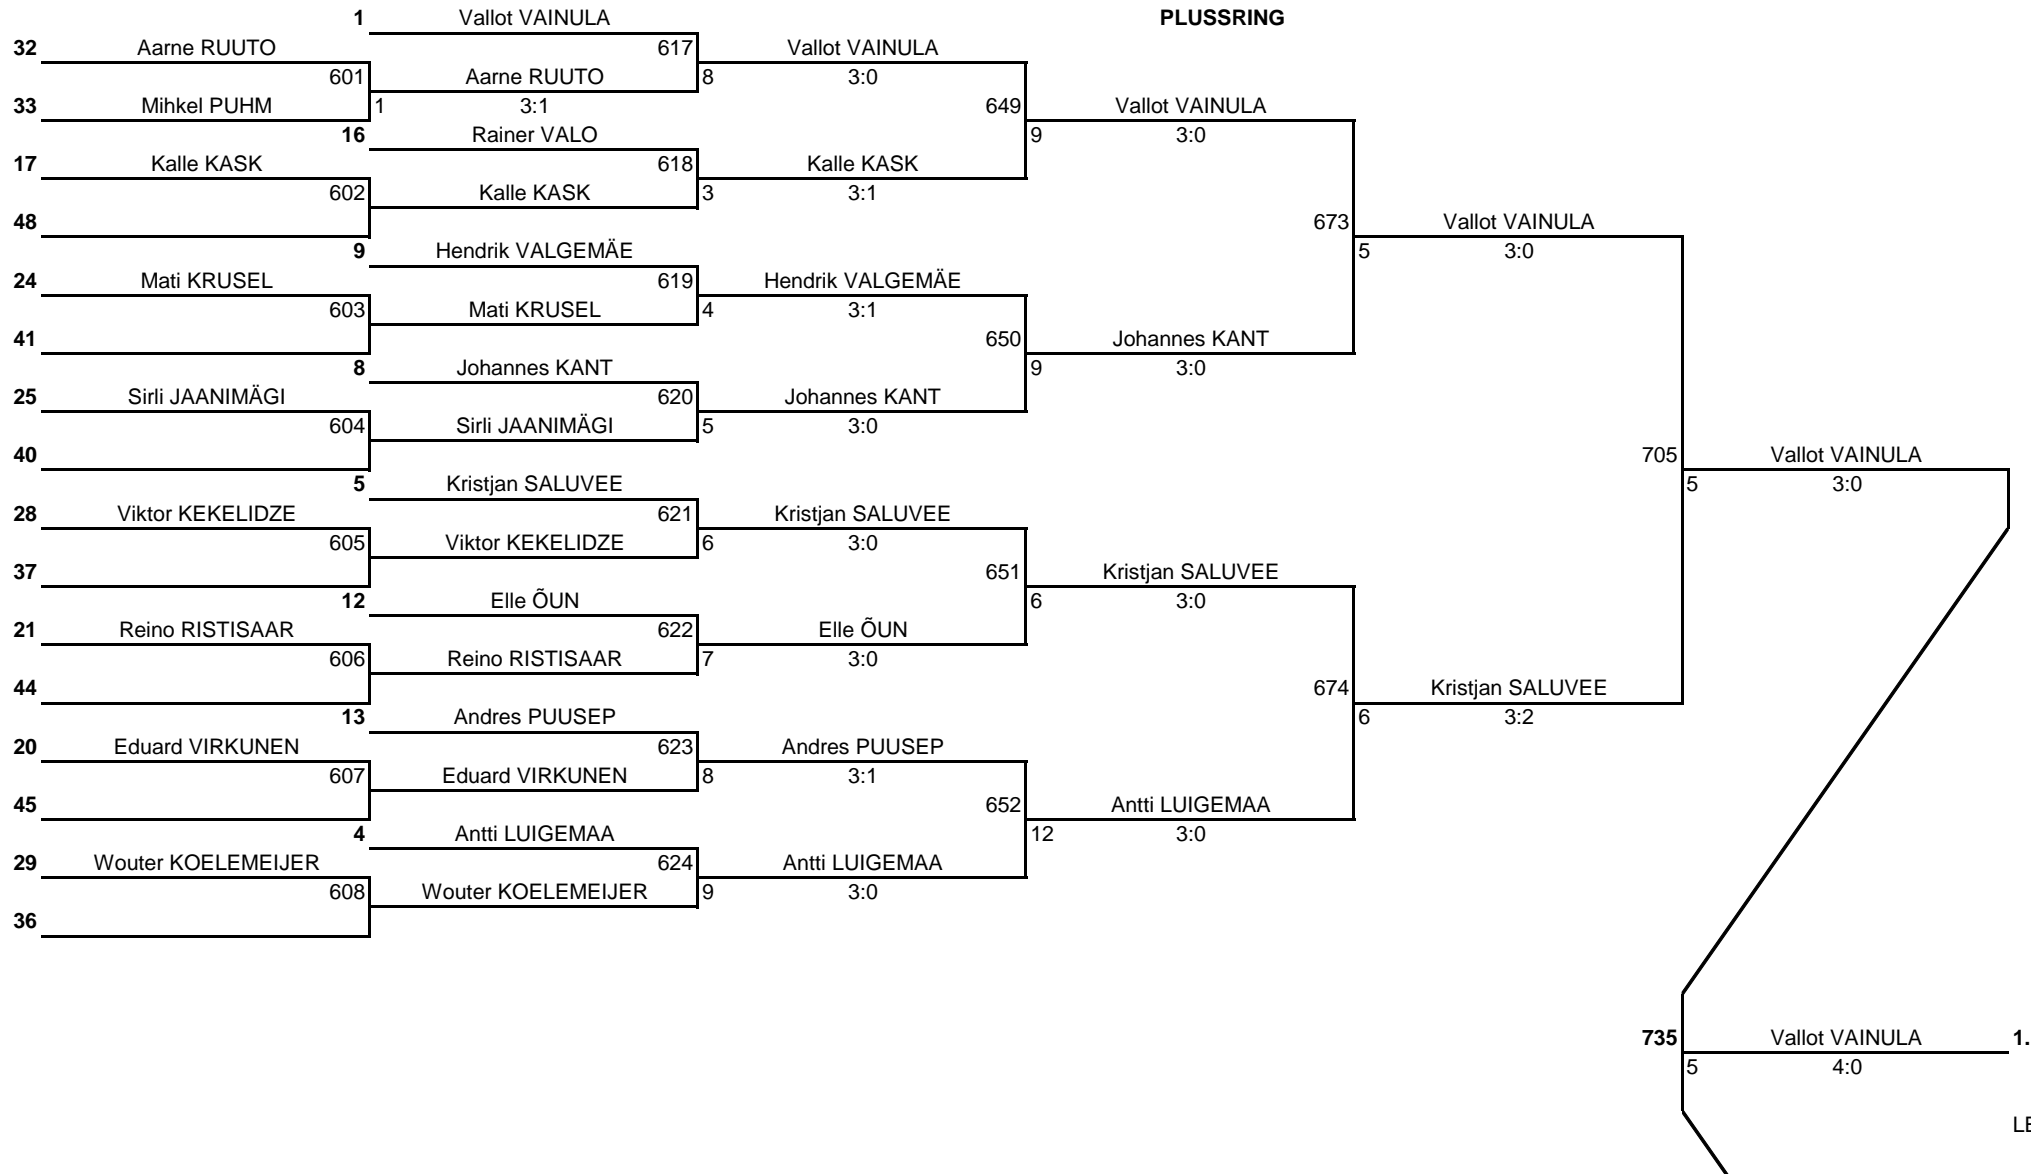 1 Vallot VAINULA PLUSSRING
32 Aarne RUUTO 617 Vallot VAINULA
601 Aarne RUUTO 8 3:0
33 Mihkel PUHM 1 3:1 649 Vallot VAINULA
16 Rainer VALO 9 3:0
17 Kalle KASK 618 Kalle KASK
602 Kalle KASK 3 3:1
48 673 Vallot VAINULA
9 Hendrik VALGEMÄE 5 3:0
24 Mati KRUSEL 619 Hendrik VALGEMÄE
603 Mati KRUSEL 4 3:1
41 650 Johannes KANT
8 Johannes KANT 9 3:0
25 Sirli JAANIMÄGI 620 Johannes KANT
604 Sirli JAANIMÄGI 5 3:0
40 705 Vallot VAINULA
5 Kristjan SALUVEE 5 3:0
28 Viktor KEKELIDZE 621 Kristjan SALUVEE
605 Viktor KEKELIDZE 6 3:0
37 651 Kristjan SALUVEE
12 Elle ÕUN 6 3:0
21 Reino RISTISAAR 622 Elle ÕUN
606 Reino RISTISAAR 7 3:0
44 674 Kristjan SALUVEE
13 Andres PUUSEP 6 3:2
20 Eduard VIRKUNEN 623 Andres PUUSEP
607 Eduard VIRKUNEN 8 3:1
45 652 Antti LUIGEMAA
4 Antti LUIGEMAA 12 3:0
29 Wouter KOELEMEIJER 624 Antti LUIGEMAA
608 Wouter KOELEMEIJER 9 3:0
36
735 Vallot VAINULA 1.
5 4:0